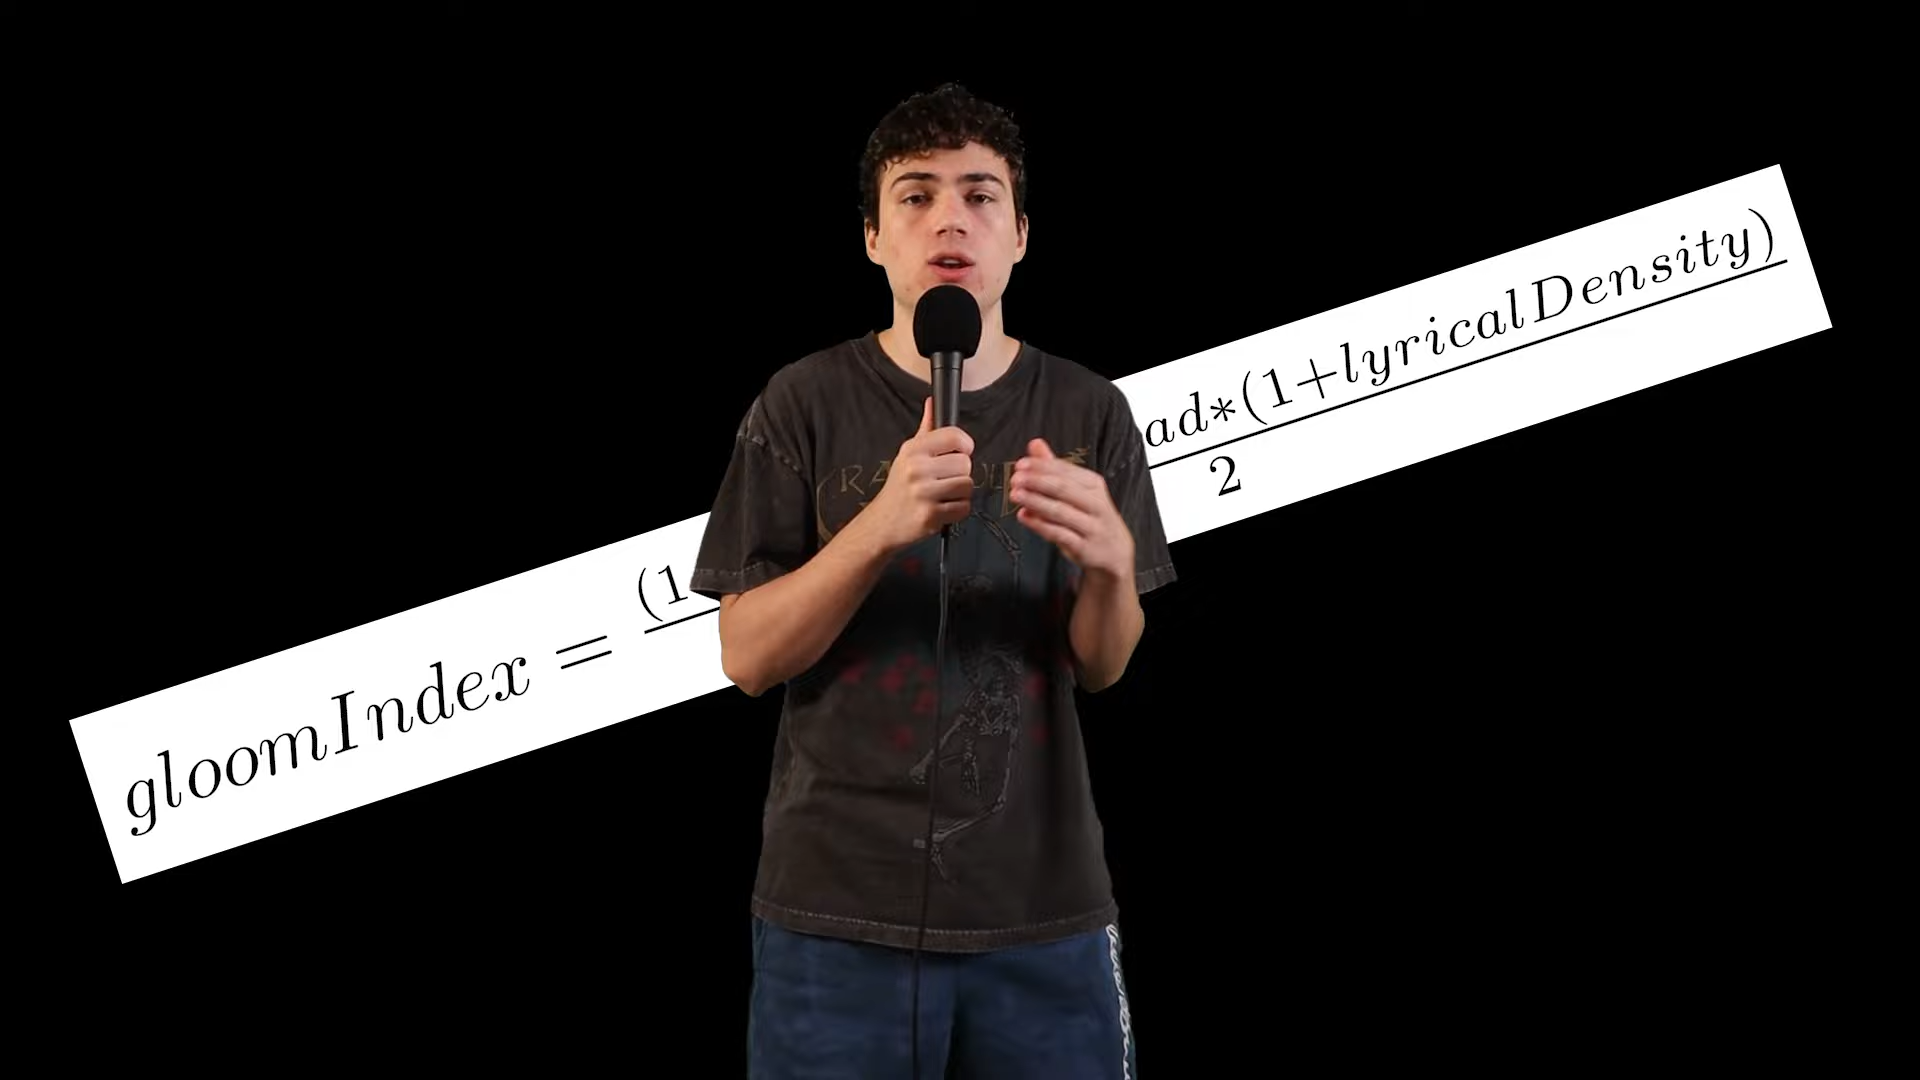 gloomIndex = (1
ad*(1+lyricalDensity)
2